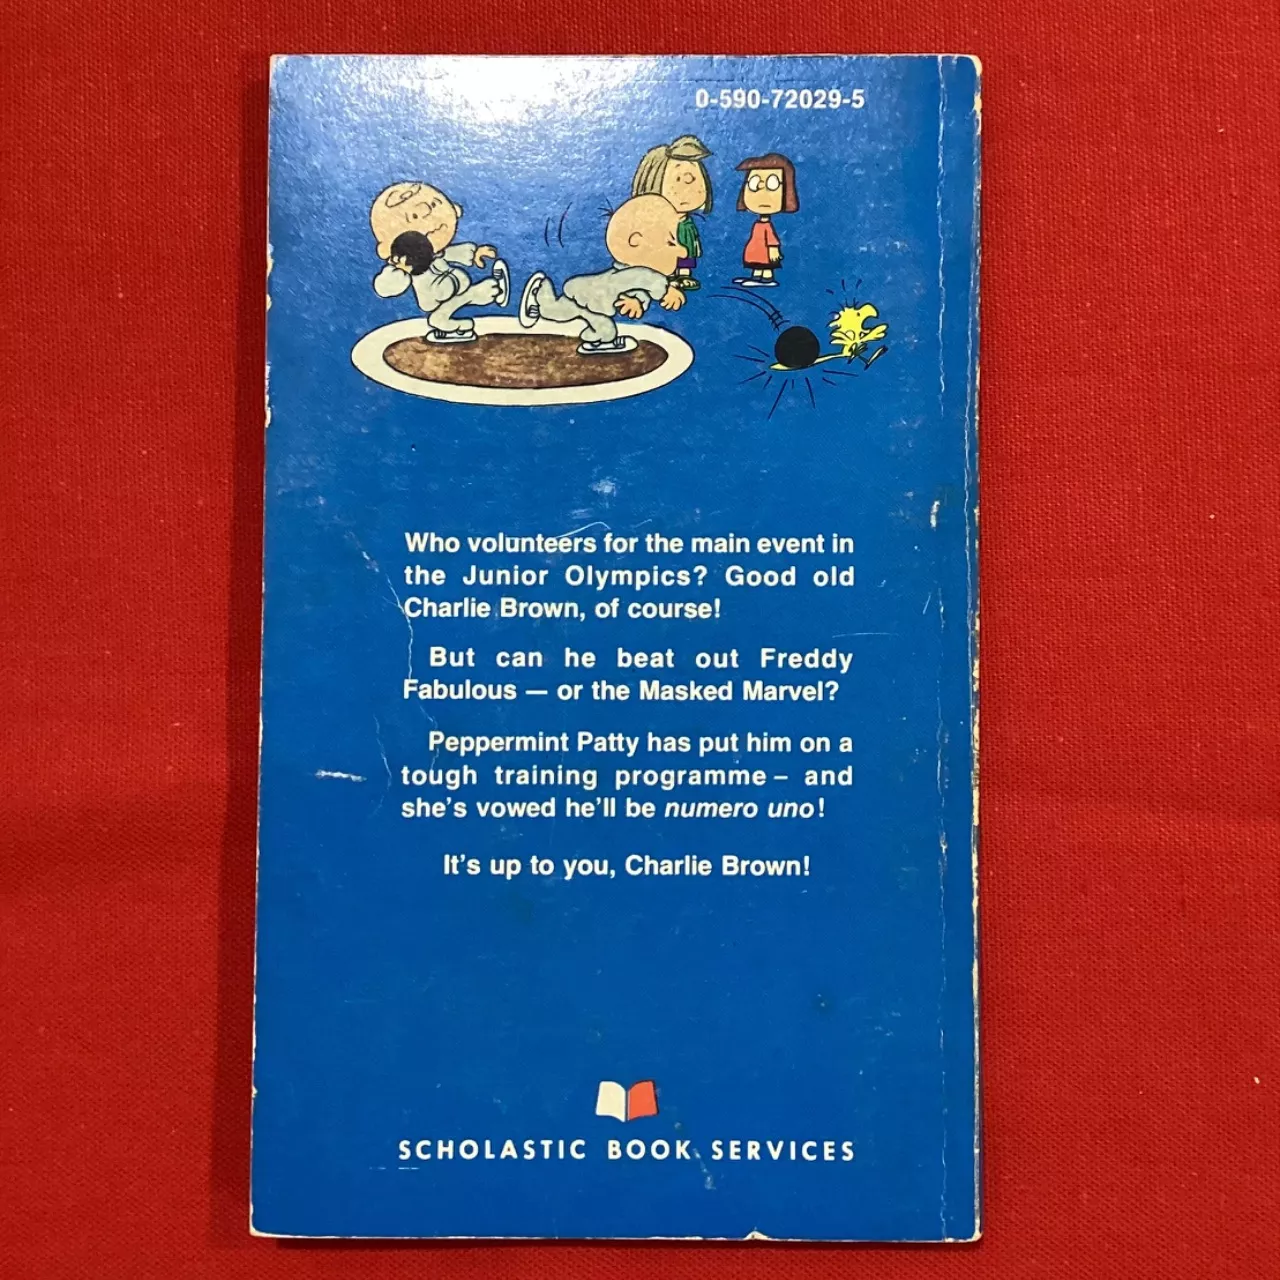 0-590-72029-5
Who volunteers for the main event in
the Junior Olympics? Good old
Charlie Brown, of course!
But can he beat out Freddy
Fabulous — or the Masked Marvel?
Peppermint Patty has put him on a
tough training programme – and
she's vowed he'll be numero uno!
It's up to you, Charlie Brown!
SCHOLASTIC BOOK SERVICES